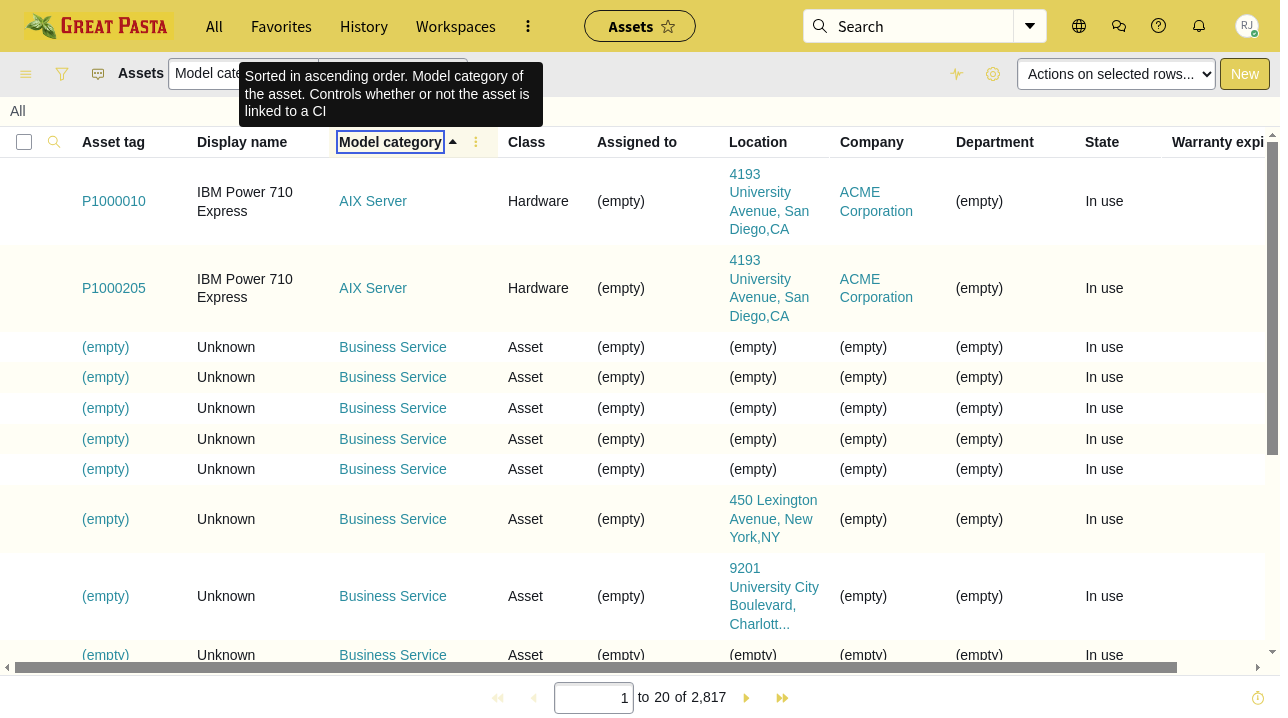 GREAT PASTA All Favorites History Workspaces Assets Search RJ
Assets Model cate Actions on selected rows... New
Sorted in ascending order. Model category of
the asset. Controls whether or not the asset is
linked to a CI
All
Asset tag Display name Model category Class Assigned to Location Company Department State Warranty expi
P1000010 IBM Power 710 Express AIX Server Hardware (empty) 4193 University Avenue, San Diego,CA ACME Corporation (empty) In use
P1000205 IBM Power 710 Express AIX Server Hardware (empty) 4193 University Avenue, San Diego,CA ACME Corporation (empty) In use
(empty) Unknown Business Service Asset (empty) (empty) (empty) (empty) In use
(empty) Unknown Business Service Asset (empty) (empty) (empty) (empty) In use
(empty) Unknown Business Service Asset (empty) (empty) (empty) (empty) In use
(empty) Unknown Business Service Asset (empty) (empty) (empty) (empty) In use
(empty) Unknown Business Service Asset (empty) (empty) (empty) (empty) In use
(empty) Unknown Business Service Asset (empty) 450 Lexington Avenue, New York,NY (empty) (empty) In use
(empty) Unknown Business Service Asset (empty) 9201 University City Boulevard, Charlott... (empty) (empty) In use
(empty) Unknown Business Service Asset (empty) (empty) (empty) (empty) In use
1 to 20 of 2,817